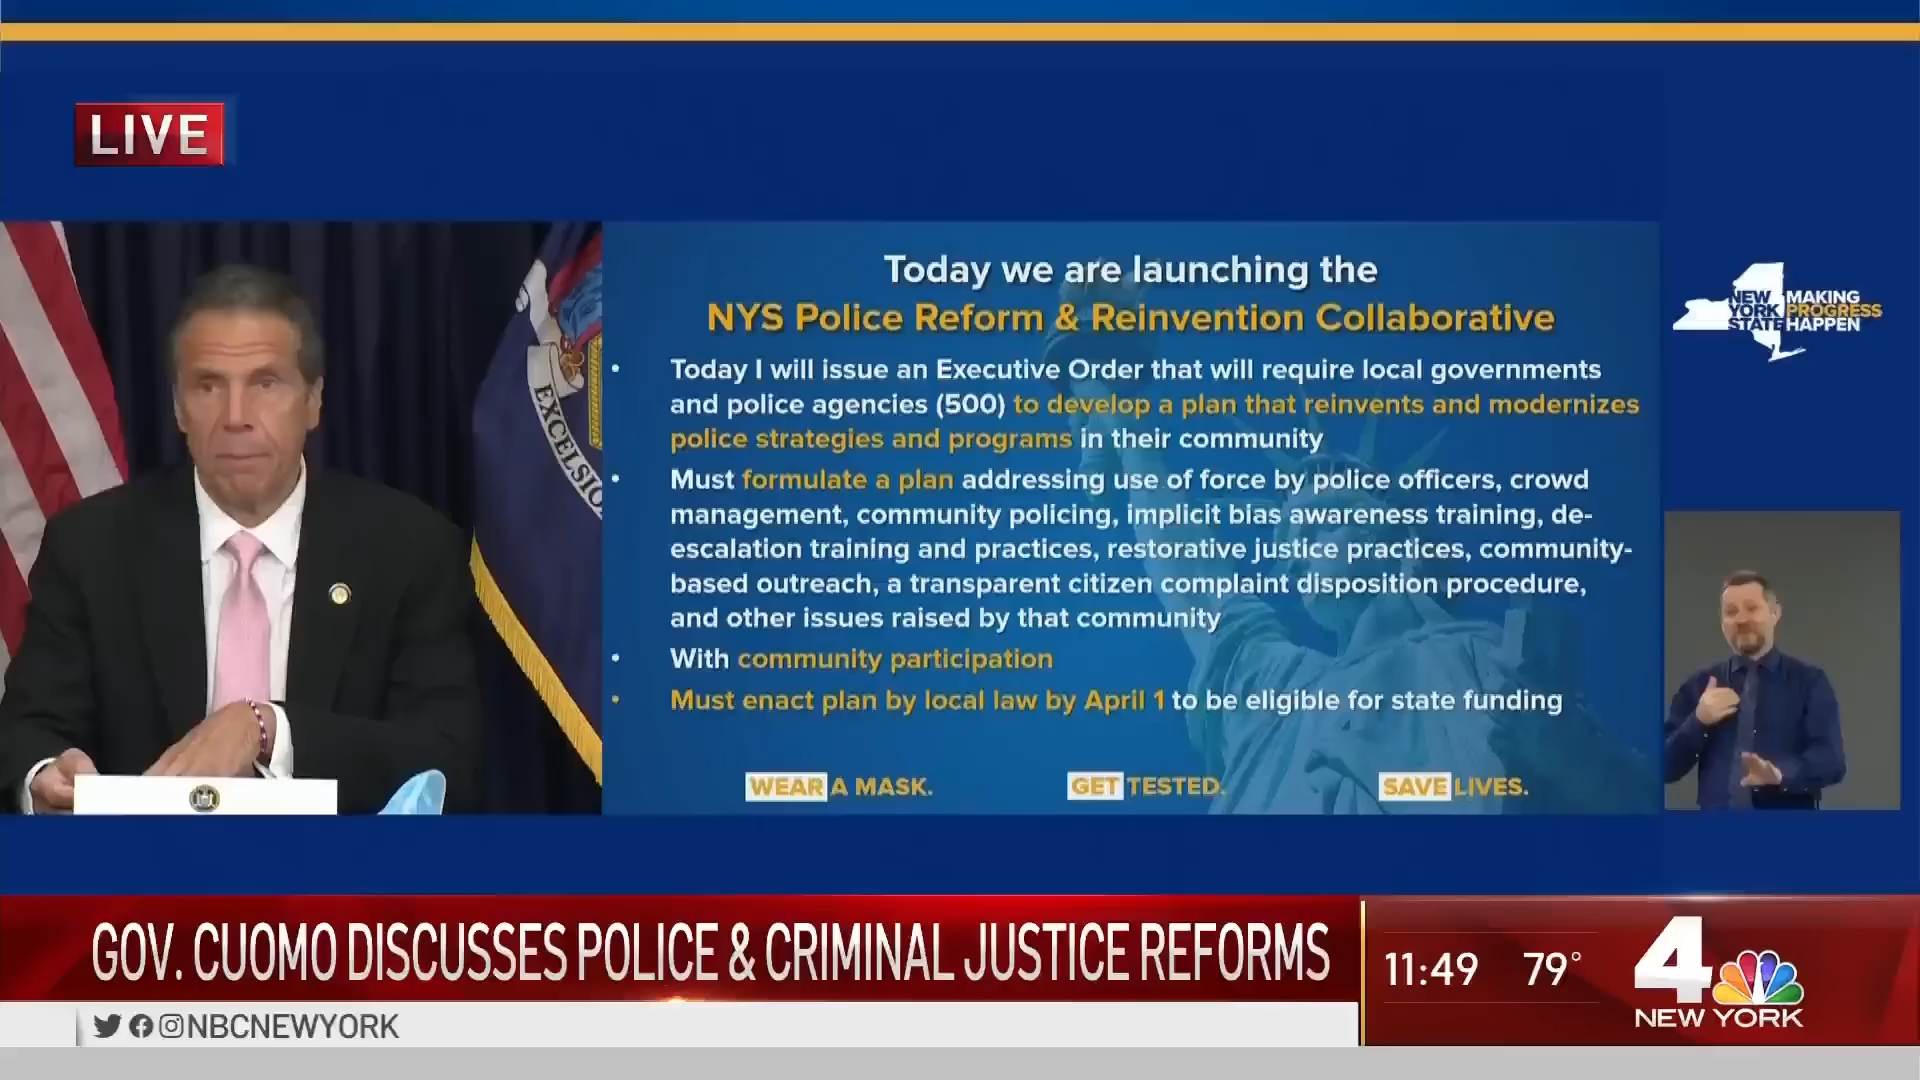 LIVE
EXCELSIO
Today we are launching the
NYS Police Reform & Reinvention Collaborative
• Today I will issue an Executive Order that will require local governments
and police agencies (500) to develop a plan that reinvents and modernizes
police strategies and programs in their community
• Must formulate a plan addressing use of force by police officers, crowd
management, community policing, implicit bias awareness training, de-
escalation training and practices, restorative justice practices, community-
based outreach, a transparent citizen complaint disposition procedure,
and other issues raised by that community
• With community participation
• Must enact plan by local law by April 1 to be eligible for state funding
WEAR A MASK. GET TESTED. SAVE LIVES.
NEW YORK STATE
MAKING PROGRESS HAPPEN
GOV. CUOMO DISCUSSES POLICE & CRIMINAL JUSTICE REFORMS
11:49 79°
4
NEW YORK
NBCNEWYORK